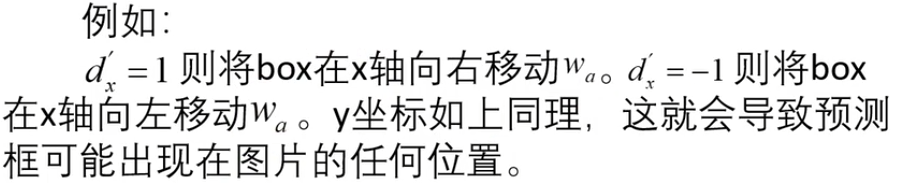 例如：
d′ₓ = 1 则将box在x轴向右移动wₐ。d′ₓ = −1 则将box
在x轴向左移动wₐ。y坐标如上同理，这就会导致预测
框可能出现在图片的任何位置。